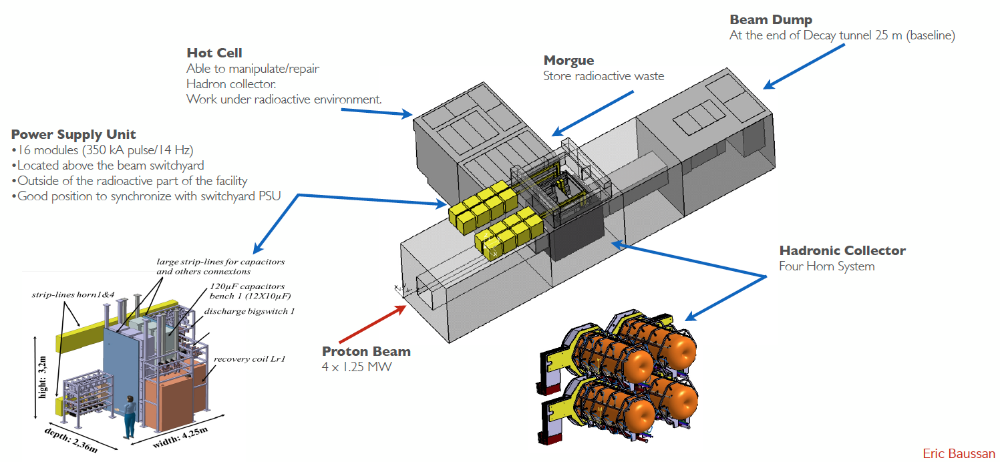 Beam Dump
At the end of Decay tunnel 25 m (baseline)
Hot Cell
Able to manipulate/repair
Hadron collector.
Work under radioactive environment.
Morgue
Store radioactive waste
Power Supply Unit
•16 modules (350 kA pulse/14 Hz)
•Located above the beam switchyard
•Outside of the radioactive part of the facility
•Good position to synchronize with switchyard PSU
Hadronic Collector
Four Horn System
large strip-lines for capacitors
and others connexions
strip-lines horn1&4
120µF capacitors
bench 1 (12X10µF)
discharge bigswitch 1
recovery coil Lr1
hight: 3,2m
depth: 2,36m
width: 4,25m
Proton Beam
4 x 1.25 MW
Eric Baussan